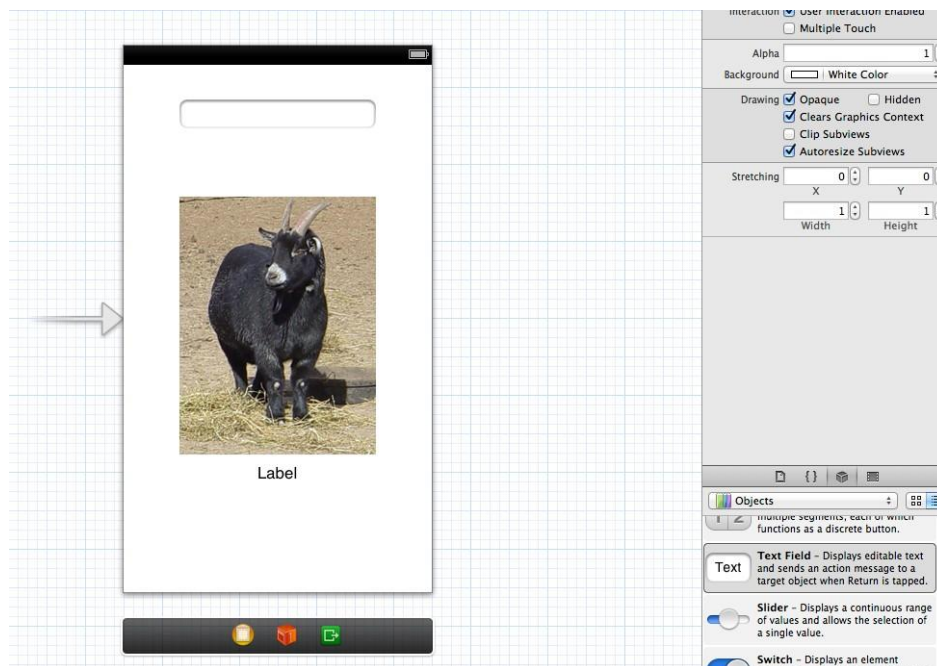 Label
Interaction User Interaction Enabled
Multiple Touch
Alpha 1
Background White Color
Drawing Opaque Hidden
Clears Graphics Context
Clip Subviews
Autoresize Subviews
Stretching 0 0
X Y
1 1
Width Height
{}
Objects
1 2 multiple segments, each of which
functions as a discrete button.
Text
Text Field – Displays editable text
and sends an action message to a
target object when Return is tapped.
Slider – Displays a continuous range
of values and allows the selection of
a single value.
Switch – Displays an element